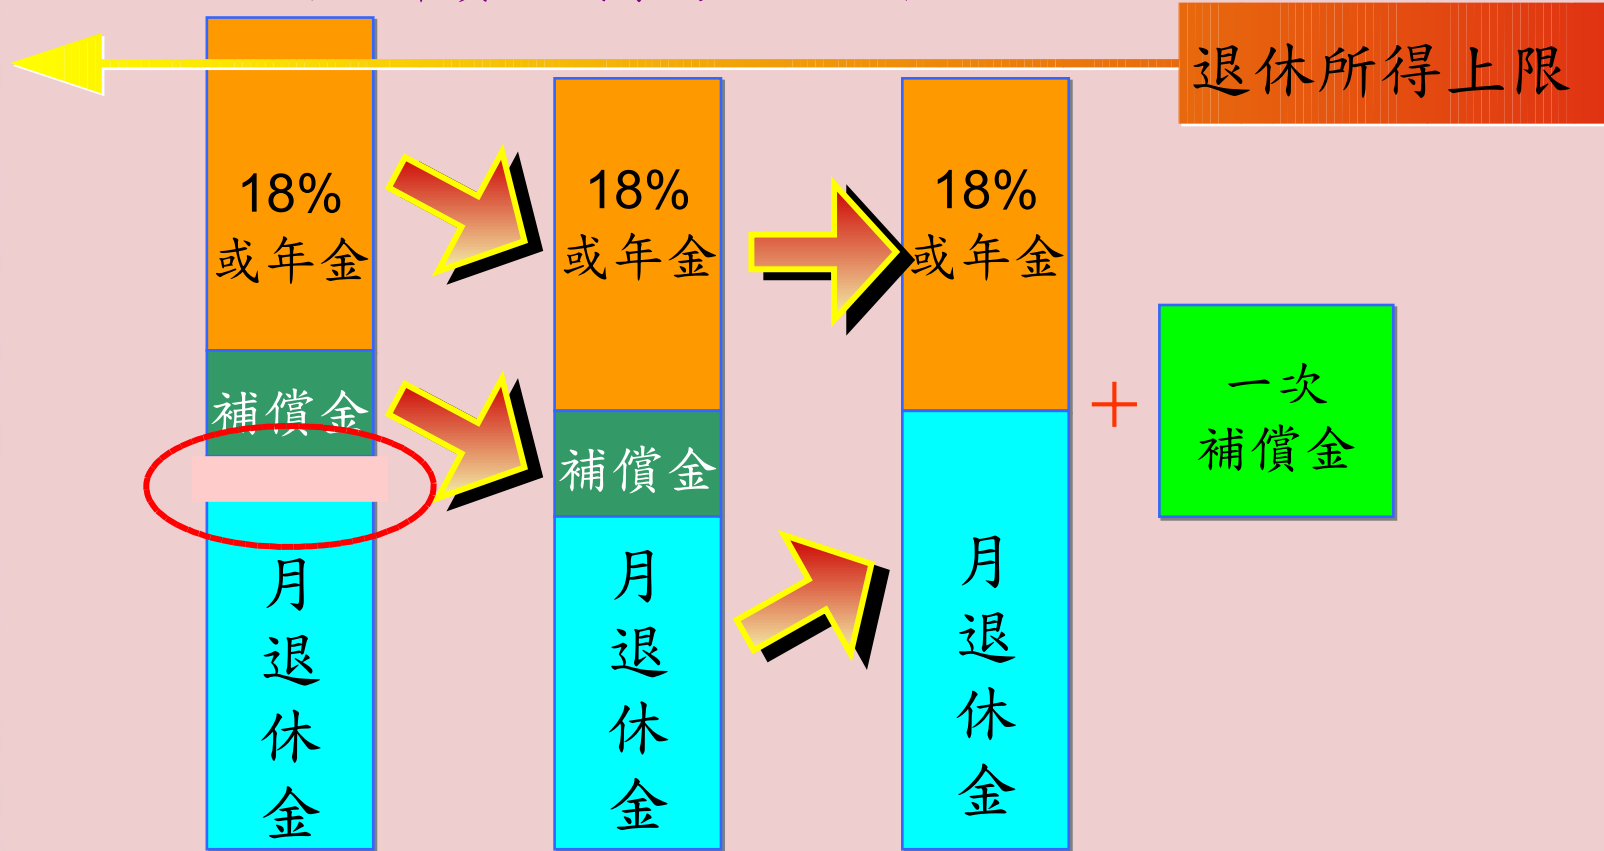 退休所得上限
18%
或年金
補償金
月
退
休
金
18%
或年金
補償金
月
退
休
金
18%
或年金
月
退
休
金
+
一次
補償金